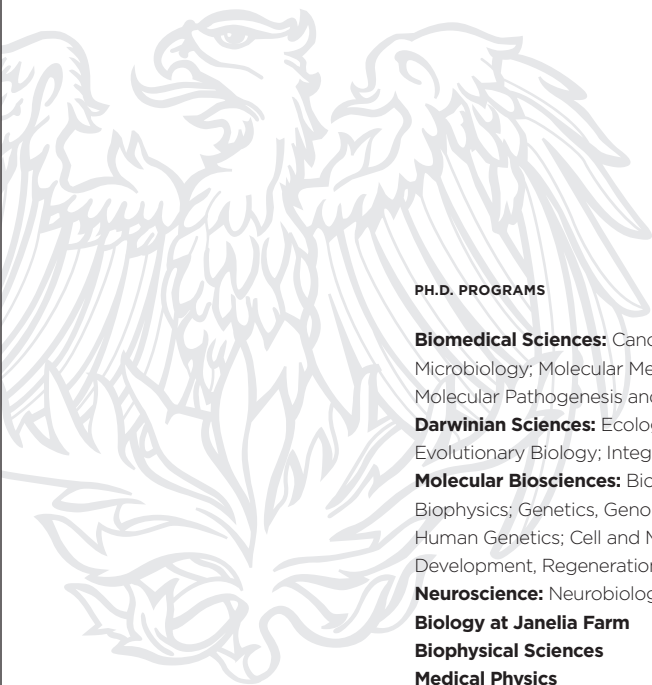 PH.D. PROGRAMS
Biomedical Sciences:
Microbiology; Molecular
Molecular Pathogenesis
Darwinian Sciences:
Evolutionary Biology;
Molecular Biosciences:
Biophysics; Genetics,
Human Genetics; Cell and
Development,
Neuroscience:
Biology at Janelia Farm
Biophysical Sciences
Medical Physics